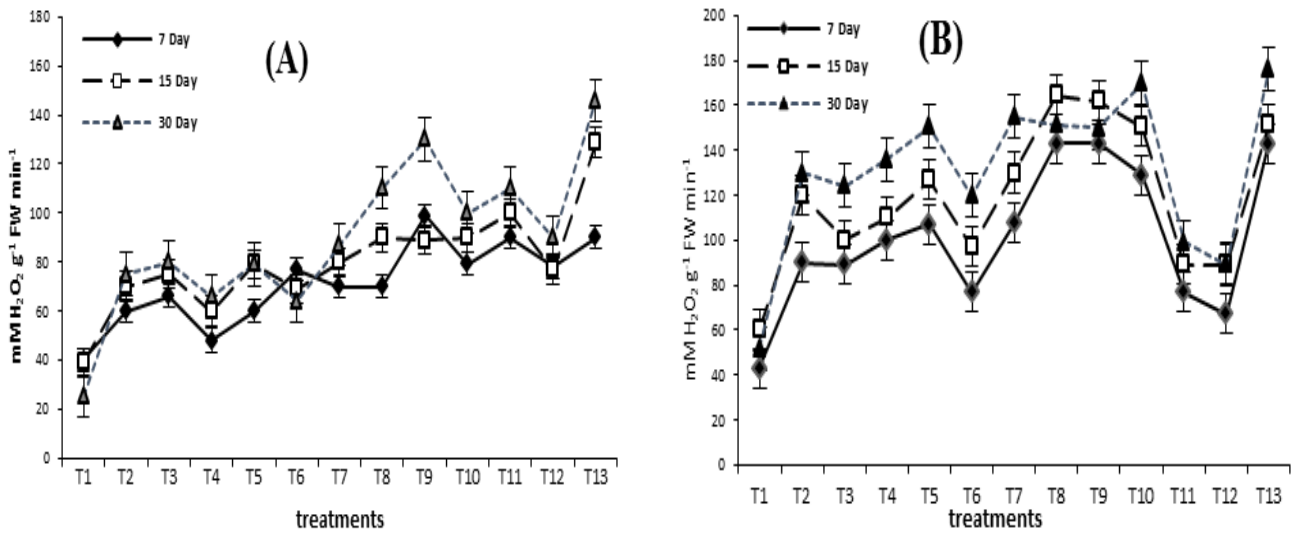 180
160
140
120
100
80
60
40
20
0
mM H₂O₂ g⁻¹ FW min⁻¹
7 Day
15 Day
30 Day
(A)
T1 T2 T3 T4 T5 T6 T7 T8 T9 T10 T11 T12 T13
treatments
200
180
160
140
120
100
80
60
40
20
0
mM H₂O₂ g⁻¹ FW min⁻¹
7 Day
15 Day
30 Day
(B)
T1 T2 T3 T4 T5 T6 T7 T8 T9 T10 T11 T12 T13
treatments